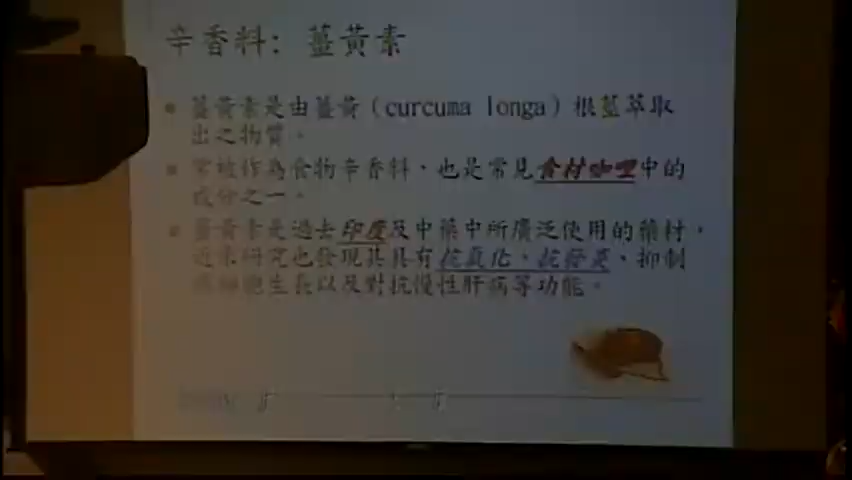 辛香料：薑黃素
薑黃素是由薑黃（curcuma longa）根莖萃取
出之物質。
常被作為食物辛香料，也是常見食材咖哩中的
成分之一。
薑黃素是過去印度及中藥中所廣泛使用的藥材，
近來研究也發現其具有抗氧化、抗發炎、抑制
細胞生長以及對抗慢性肝病等功能。